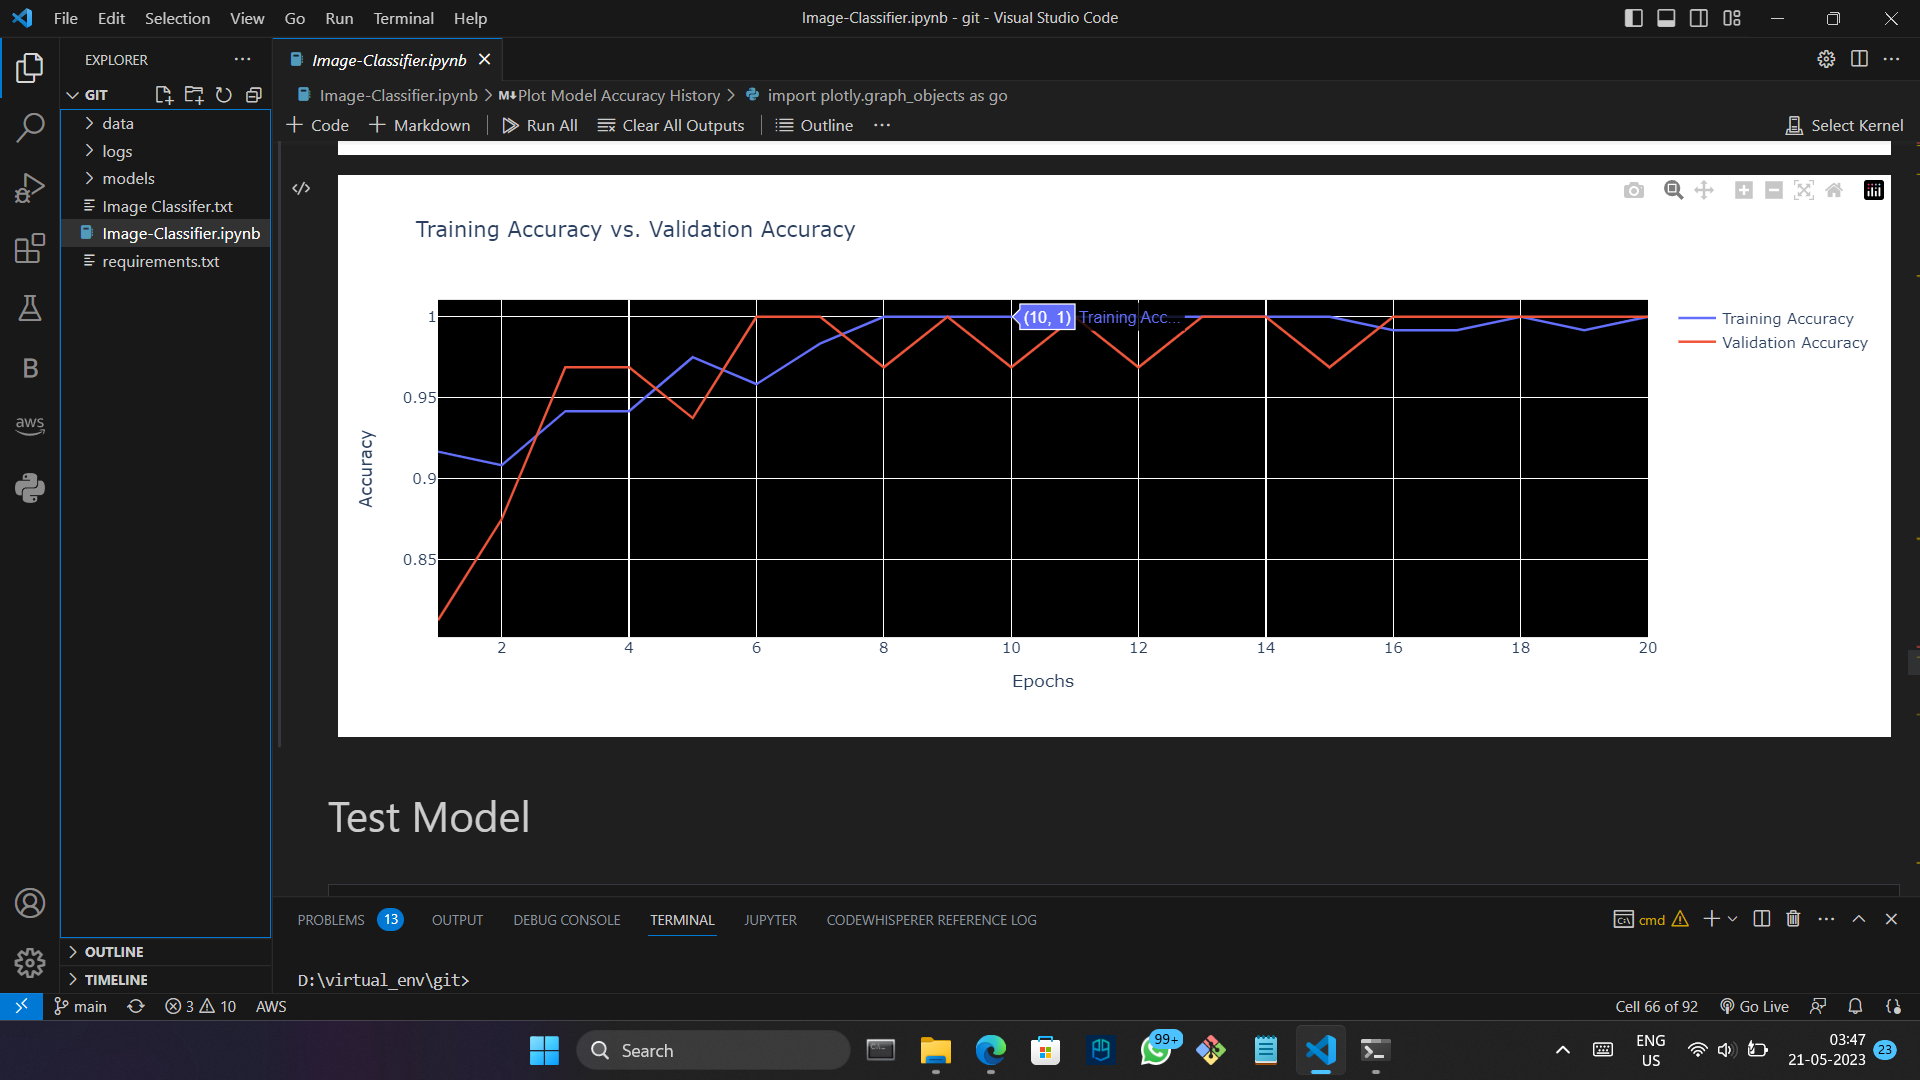 File Edit Selection View Go Run Terminal Help
Image-Classifier.ipynb - git - Visual Studio Code
EXPLORER
GIT
data
logs
models
Image Classifer.txt
Image-Classifier.ipynb
requirements.txt
B
aws
OUTLINE
TIMELINE
Image-Classifier.ipynb
Image-Classifier.ipynb > M↓Plot Model Accuracy History > import plotly.graph_objects as go
+ Code + Markdown Run All Clear All Outputs Outline ...
Select Kernel
Training Accuracy vs. Validation Accuracy
1
0.95
0.9
0.85
Accuracy
(10, 1) Training Acc...
Training Accuracy
Validation Accuracy
2 4 6 8 10 12 14 16 18 20
Epochs
Test Model
PROBLEMS 13 OUTPUT DEBUG CONSOLE TERMINAL JUPYTER CODEWHISPERER REFERENCE LOG
cmd
D:\virtual_env\git>
main 3 10 AWS
Cell 66 of 92 Go Live
Search
99+
ENG
US
03:47
21-05-2023
23